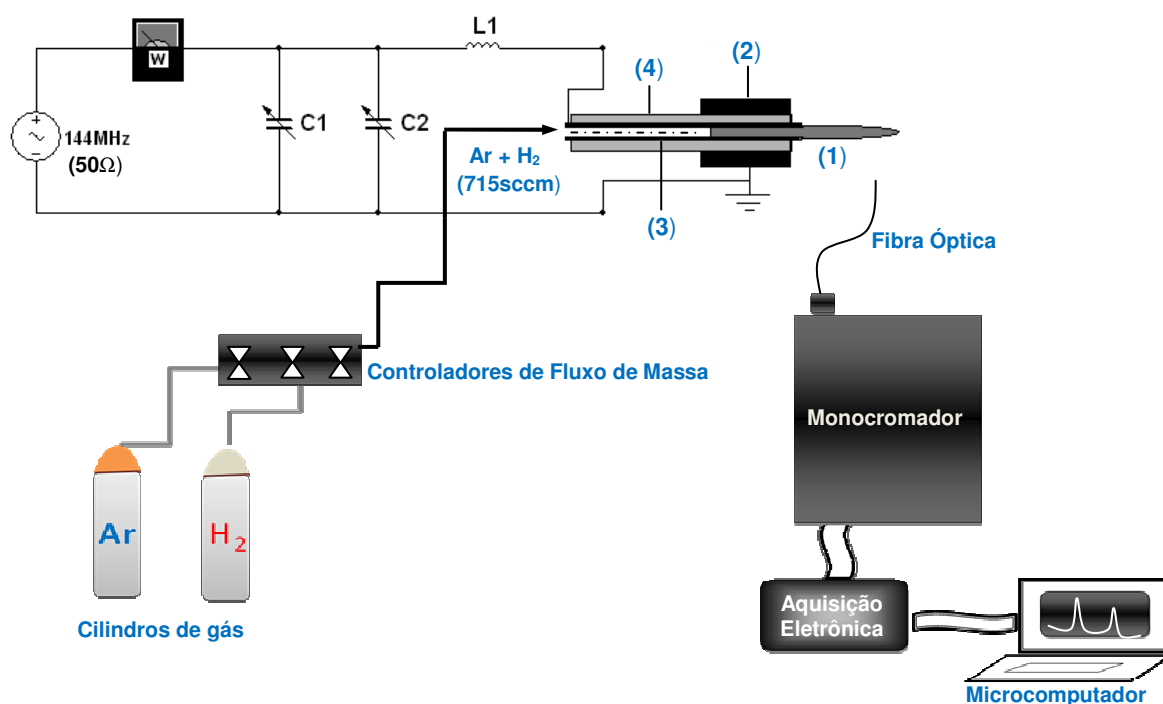 L1
W
(4)
(2)
C1
C2
144MHz
(50Ω)
Ar + H₂
(715sccm)
(1)
(3)
Fibra Óptica
Controladores de Fluxo de Massa
Monocromador
Ar
H₂
Cilindros de gás
Aquisição
Eletrônica
Microcomputador